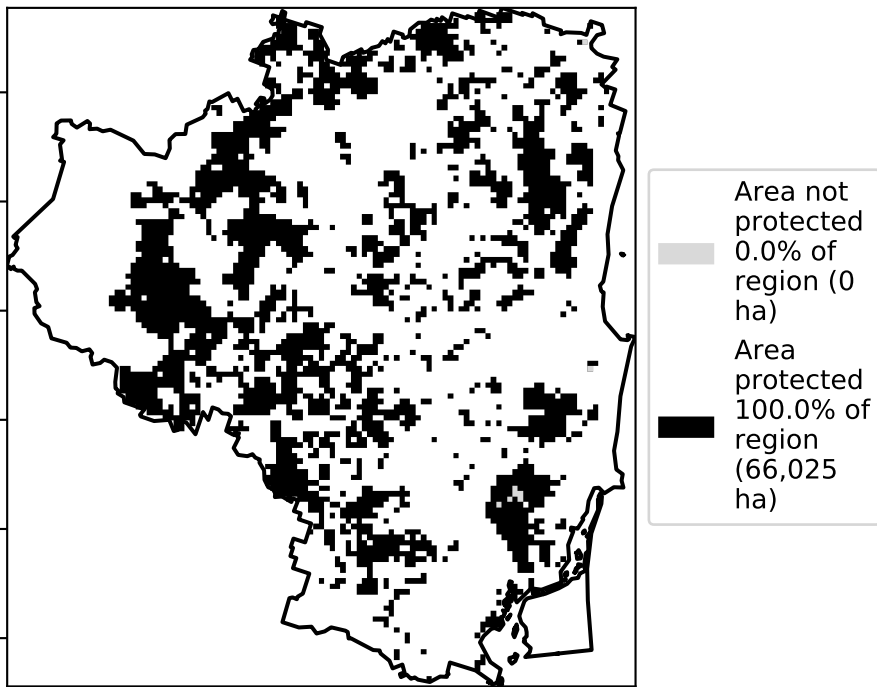 Area not
protected
0.0% of
region (0
ha)
Area
protected
100.0% of
region
(66,025
ha)